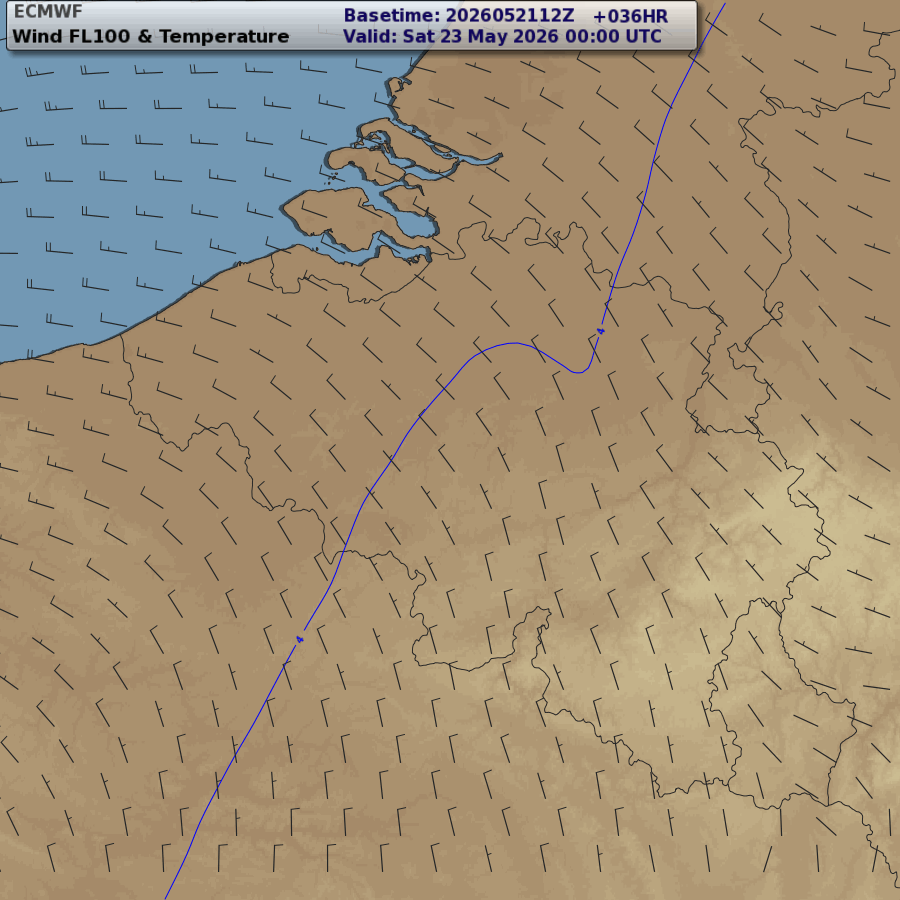 ECMWF
Basetime: 2026052112Z +036HR
Wind FL100 & Temperature
Valid: Sat 23 May 2026 00:00 UTC
4
4